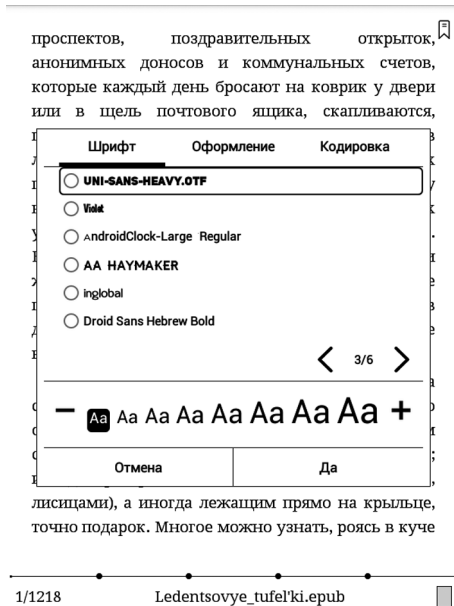 проспектов, поздравительных открыток,
анонимных доносов и коммунальных счетов,
которые каждый день бросают на коврик у двери
или в щель почтового ящика, скапливаются,
Шрифт Оформление Кодировка
UNI-SANS-HEAVY.OTF
Violet
AndroidClock-Large Regular
AA HAYMAKER
inglobal
Droid Sans Hebrew Bold
3/6
− Aa Aa Aa Aa Aa Aa Aa Aa +
Отмена Да
лисицами), а иногда лежащим прямо на крыльце,
точно подарок. Многое можно узнать, роясь в куче
1/1218 Ledentsovye_tufel'ki.epub